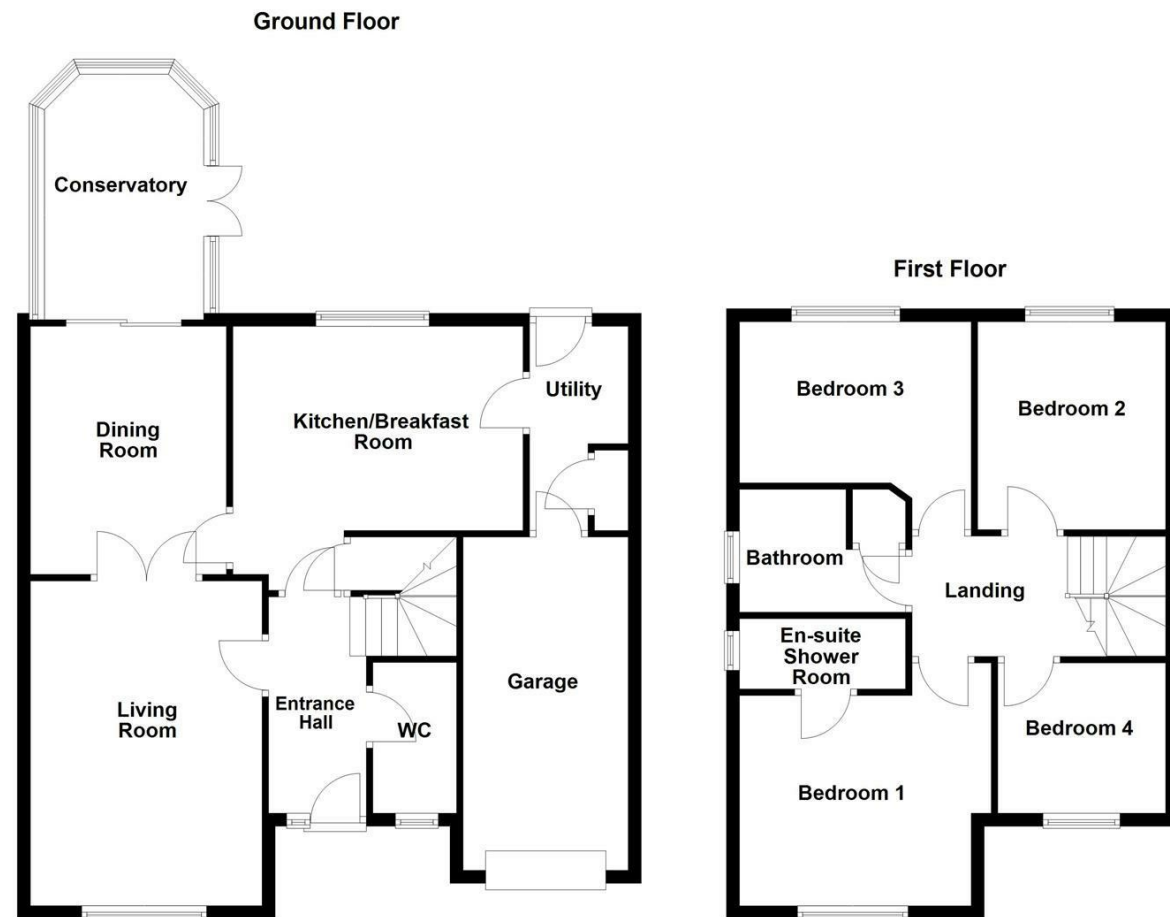 Ground Floor
Conservatory
Dining
Room
Kitchen/Breakfast
Room
Utility
Living
Room
Entrance
Hall
WC
Garage
First Floor
Bedroom 3
Bedroom 2
Bathroom
Landing
En-suite
Shower
Room
Bedroom 4
Bedroom 1